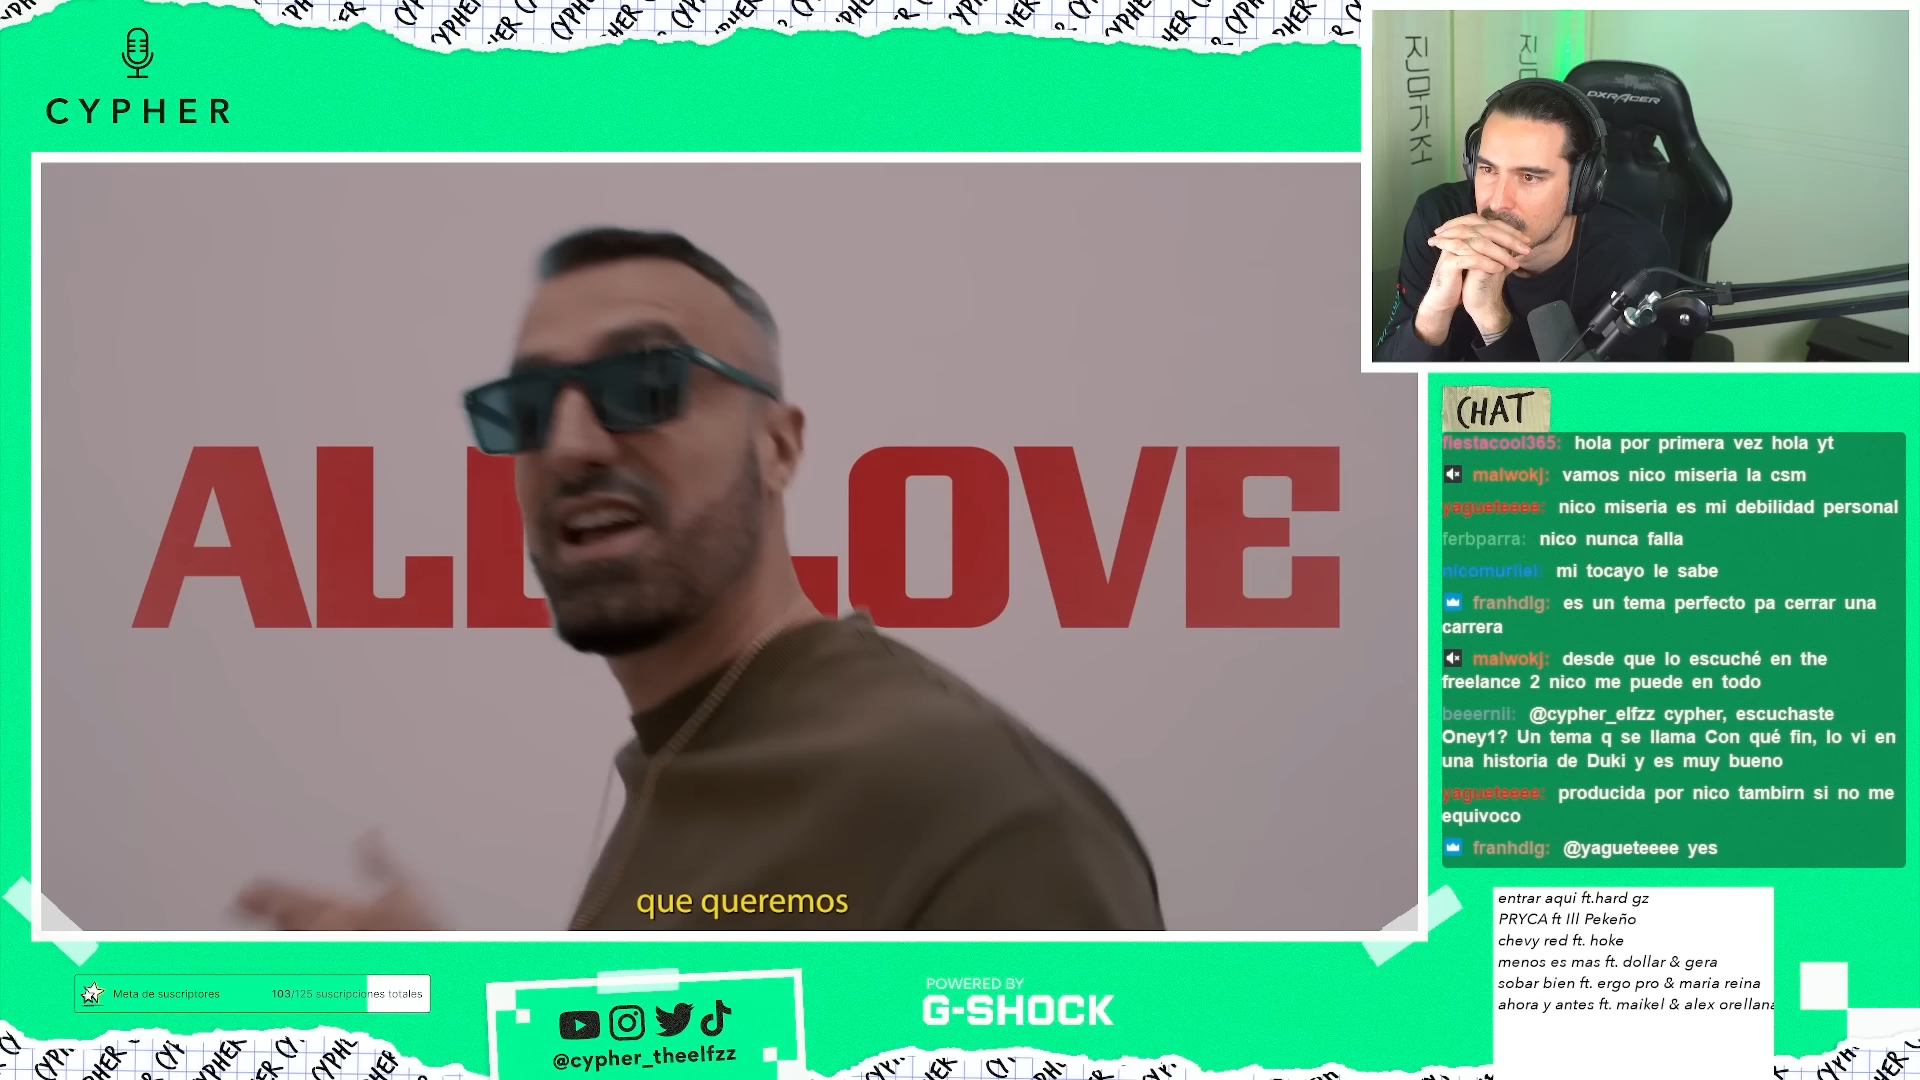 CYPHER
DXRACER
ALL LOVE
que queremos
CHAT
fiestacool365: hola por primera vez hola yt
malwokj: vamos nico miseria la csm
yagueteeee: nico miseria es mi debilidad personal
ferbparra: nico nunca falla
nicomurliel: mi tocayo le sabe
franhdlg: es un tema perfecto pa cerrar una
carrera
malwokj: desde que lo escuché en the
freelance 2 nico me puede en todo
beeernii: @cypher_elfzz cypher, escuchaste
Oney1? Un tema q se llama Con qué fin, lo vi en
una historia de Duki y es muy bueno
yagueteeee: producida por nico tambirn si no me
equivoco
franhdlg: @yagueteeee yes
entrar aqui ft.hard gz
PRYCA ft Ill Pekeño
chevy red ft. hoke
menos es mas ft. dollar & gera
sobar bien ft. ergo pro & maria reina
ahora y antes ft. maikel & alex orellana
Meta de suscriptores 103/125 suscripciones totales
@cypher_theelfzz
POWERED BY
G-SHOCK